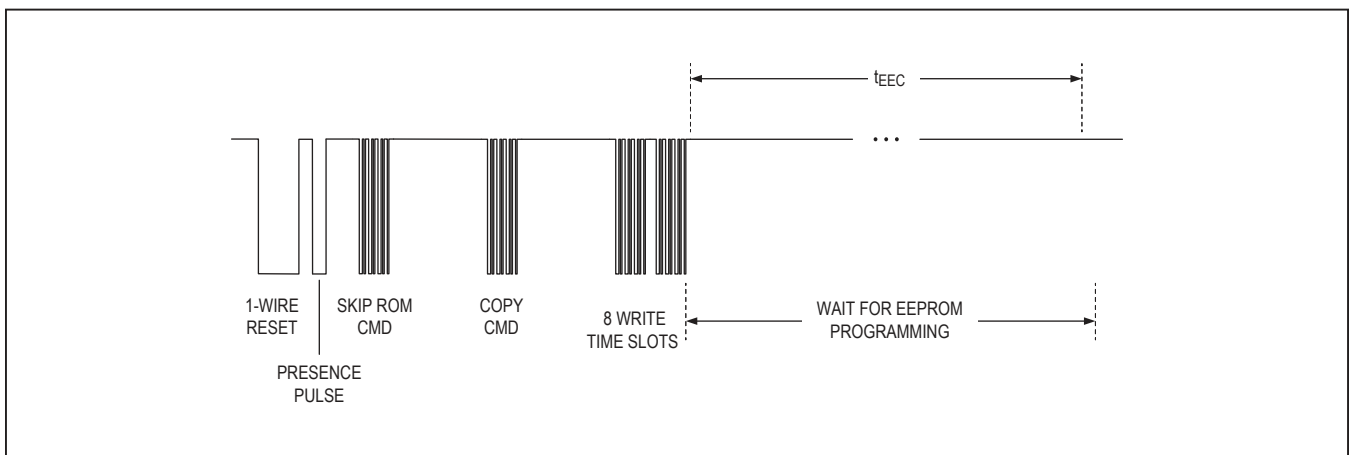 tEEC
• • •
1-WIRE
RESET
SKIP ROM
CMD
COPY
CMD
8 WRITE
TIME SLOTS
WAIT FOR EEPROM
PROGRAMMING
PRESENCE
PULSE